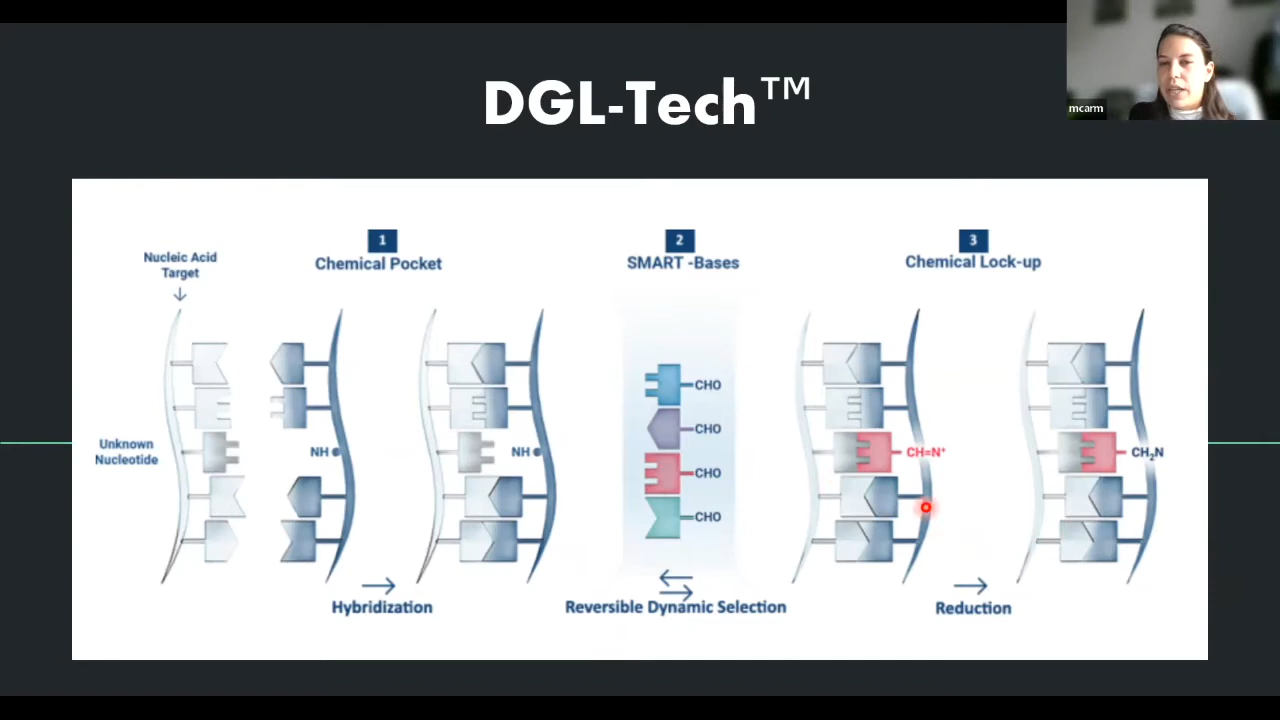 DGL-Tech™
mcarm
1
Chemical Pocket
2
SMART -Bases
3
Chemical Lock-up
Nucleic Acid
Target
Unknown
Nucleotide
NH
NH
CHO
CHO
CHO
CHO
CH=N⁺
CH₂N
Hybridization
Reversible Dynamic Selection
Reduction